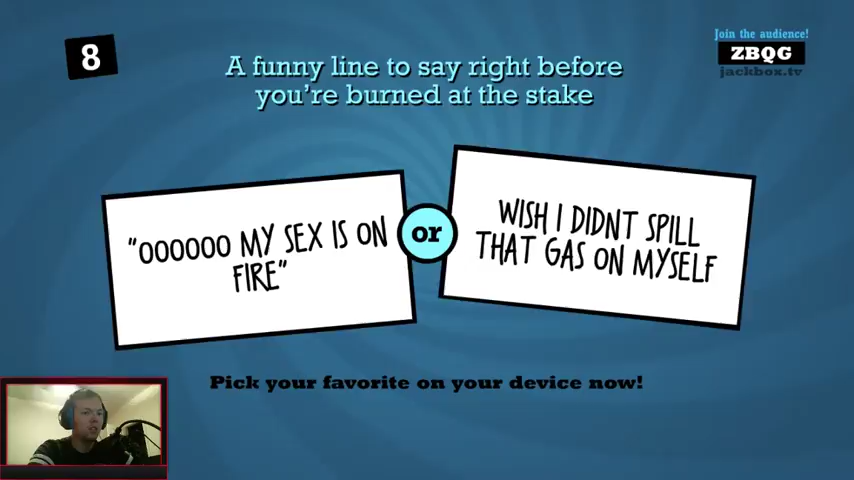 8
Join the audience!
ZBQG
jackbox.tv
A funny line to say right before
you're burned at the stake
"OOOOOO MY SEX IS ON
FIRE"
or
WISH I DIDNT SPILL
THAT GAS ON MYSELF
Pick your favorite on your device now!